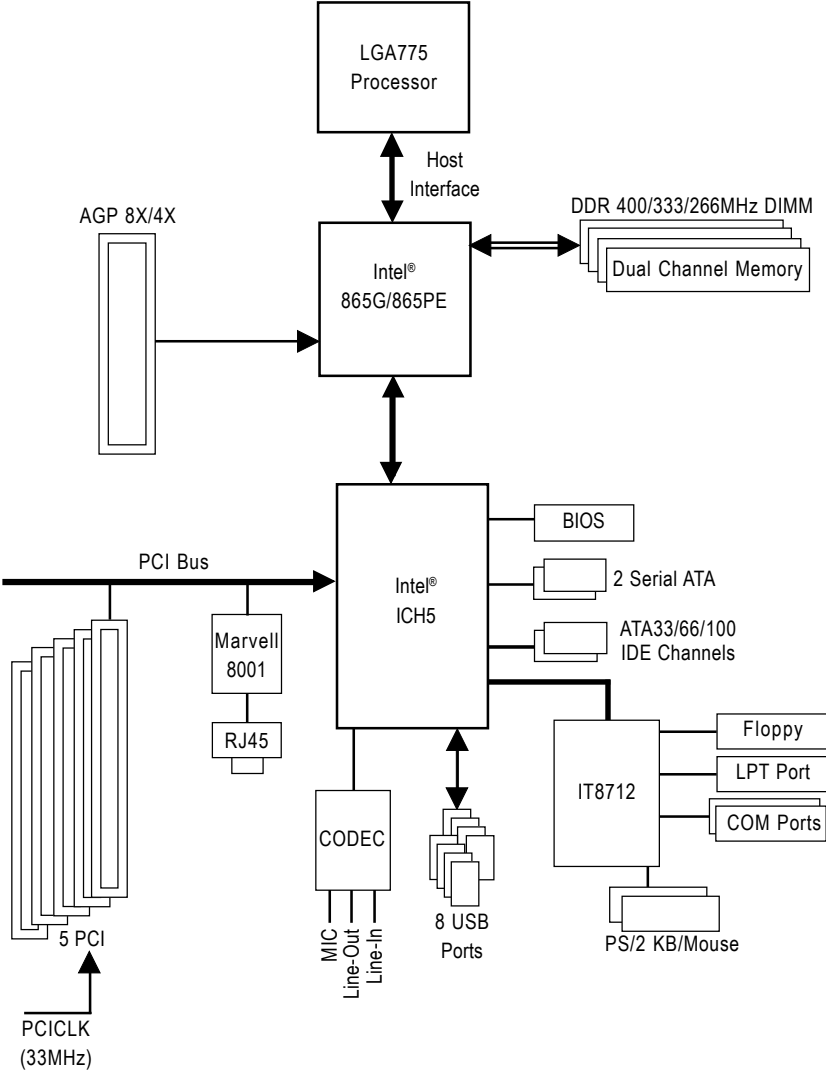 LGA775
Processor
Host
Interface
AGP 8X/4X
DDR 400/333/266MHz DIMM
Dual Channel Memory
Intel®
865G/865PE
BIOS
PCI Bus
2 Serial ATA
Intel®
ICH5
ATA33/66/100
IDE Channels
Marvell
8001
RJ45
Floppy
IT8712
LPT Port
COM Ports
CODEC
MIC
Line-Out
Line-In
8 USB
Ports
PS/2 KB/Mouse
5 PCI
PCICLK
(33MHz)